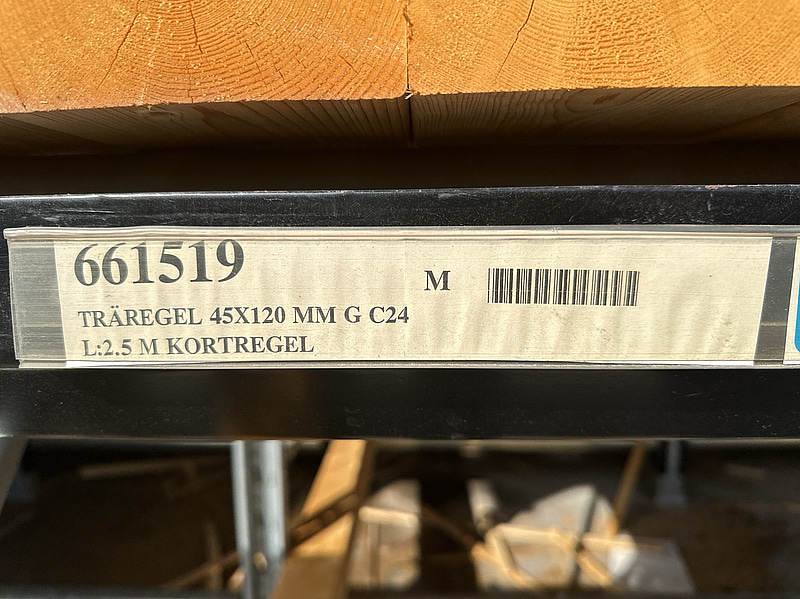 661519
M
TRÄREGEL 45X120 MM G C24
L:2.5 M KORTREGEL